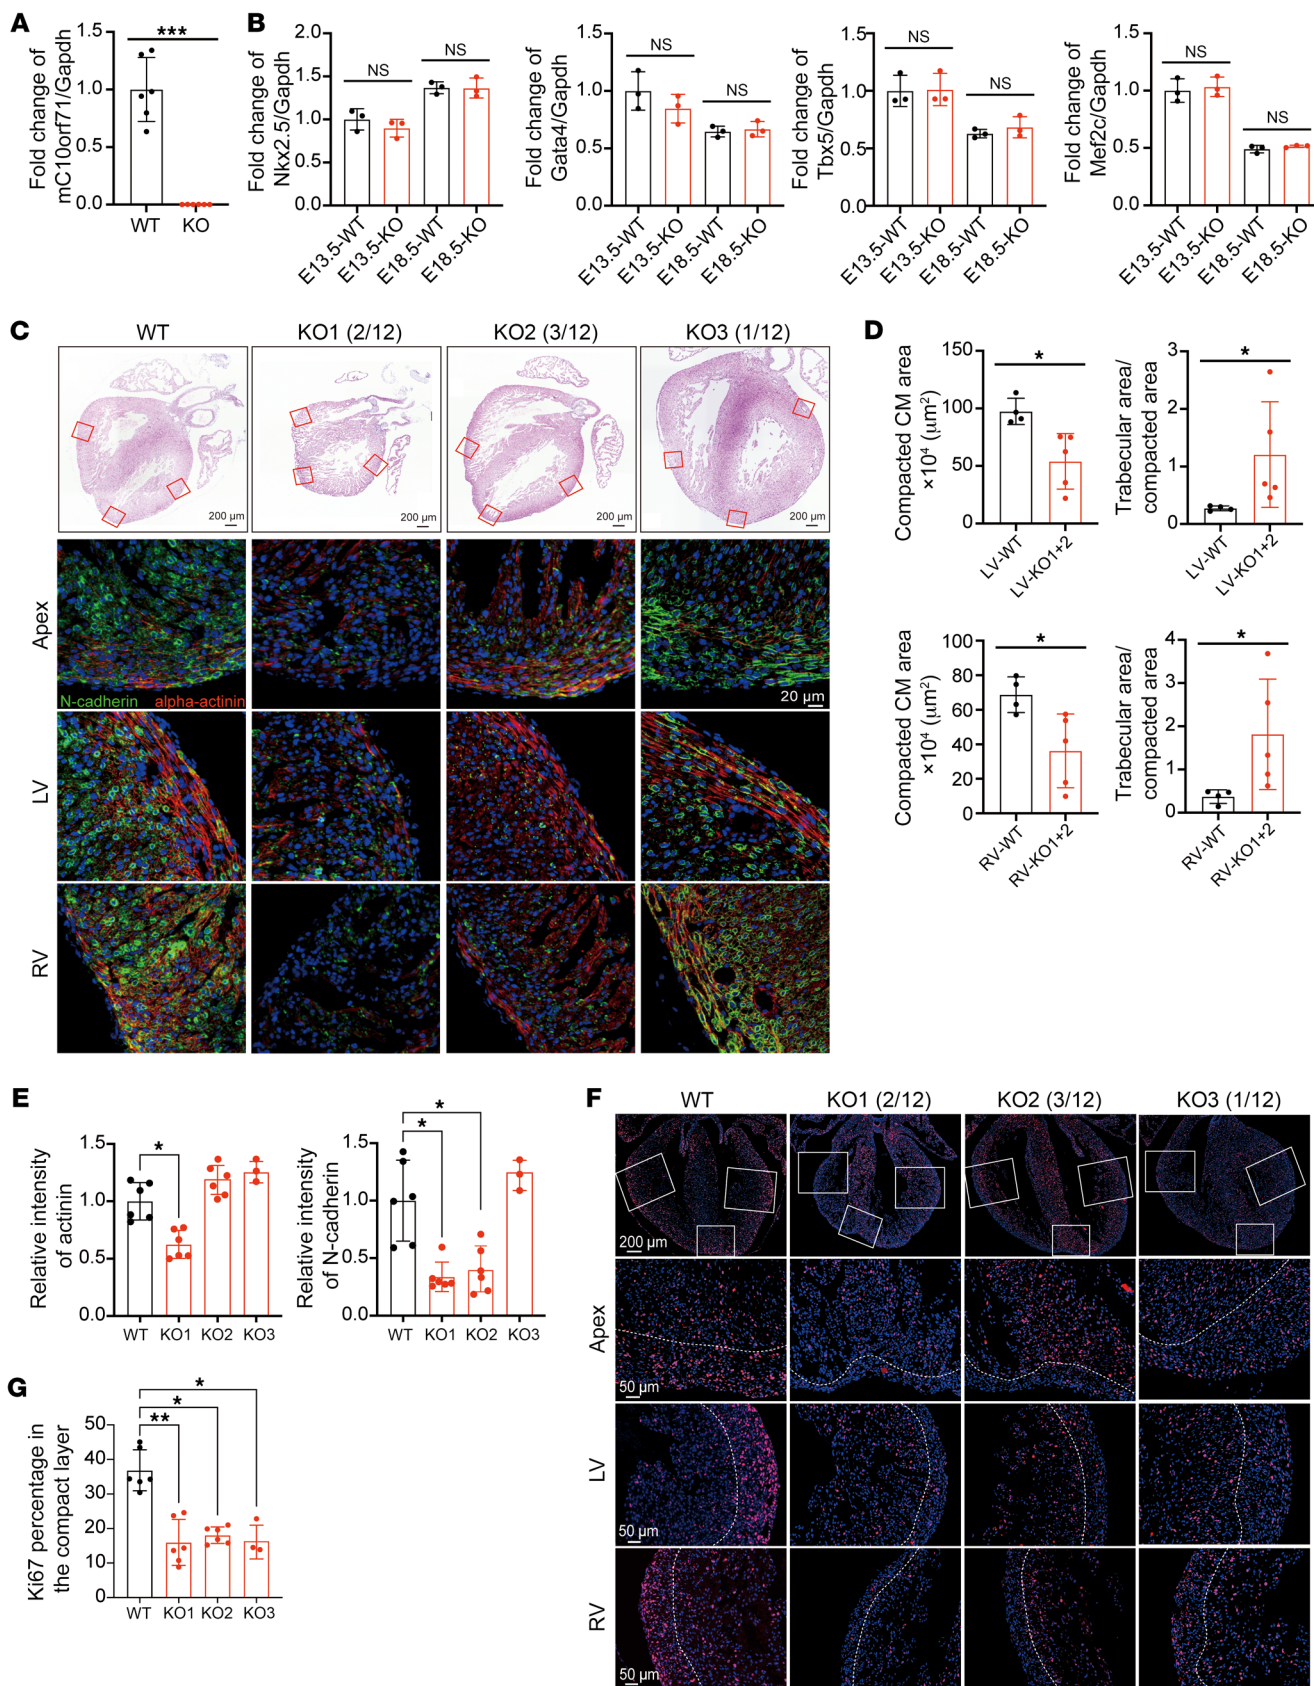 A
Fold change of
mC10orf71/Gapdh
1.5
1.0
0.5
0.0
***
WT
KO
B
Fold change of
Nkx2.5/Gapdh
2.0
1.5
1.0
0.5
0.0
NS
NS
E13.5-WT
E13.5-KO
E18.5-WT
E18.5-KO
Fold change of
Gata4/Gapdh
1.5
1.0
0.5
0.0
NS
NS
E13.5-WT
E13.5-KO
E18.5-WT
E18.5-KO
Fold change of
Tbx5/Gapdh
1.5
1.0
0.5
0.0
NS
NS
E13.5-WT
E13.5-KO
E18.5-WT
E18.5-KO
Fold change of
Mef2c/Gapdh
1.5
1.0
0.5
0.0
NS
NS
E13.5-WT
E13.5-KO
E18.5-WT
E18.5-KO
C
WT
KO1 (2/12)
KO2 (3/12)
KO3 (1/12)
200 µm
200 µm
200 µm
200 µm
Apex
N-cadherin alpha-actinin
20 µm
LV
RV
D
Compacted CM area
×10⁴ (µm²)
150
100
50
0
*
LV-WT
LV-KO1+2
Trabecular area/
compacted area
3
2
1
0
*
LV-WT
LV-KO1+2
Compacted CM area
×10⁴ (µm²)
100
80
60
40
20
0
*
RV-WT
RV-KO1+2
Trabecular area/
compacted area
4
3
2
1
0
*
RV-WT
RV-KO1+2
E
Relative intensity
of actinin
1.5
1.0
0.5
0.0
*
WT
KO1
KO2
KO3
Relative intensity
of N-cadherin
1.5
1.0
0.5
0.0
*
*
WT
KO1
KO2
KO3
F
WT
KO1 (2/12)
KO2 (3/12)
KO3 (1/12)
200 µm
Apex
50 µm
LV
50 µm
RV
50 µm
G
Ki67 percentage in
the compact layer
50
40
30
20
10
0
*
*
**
WT
KO1
KO2
KO3